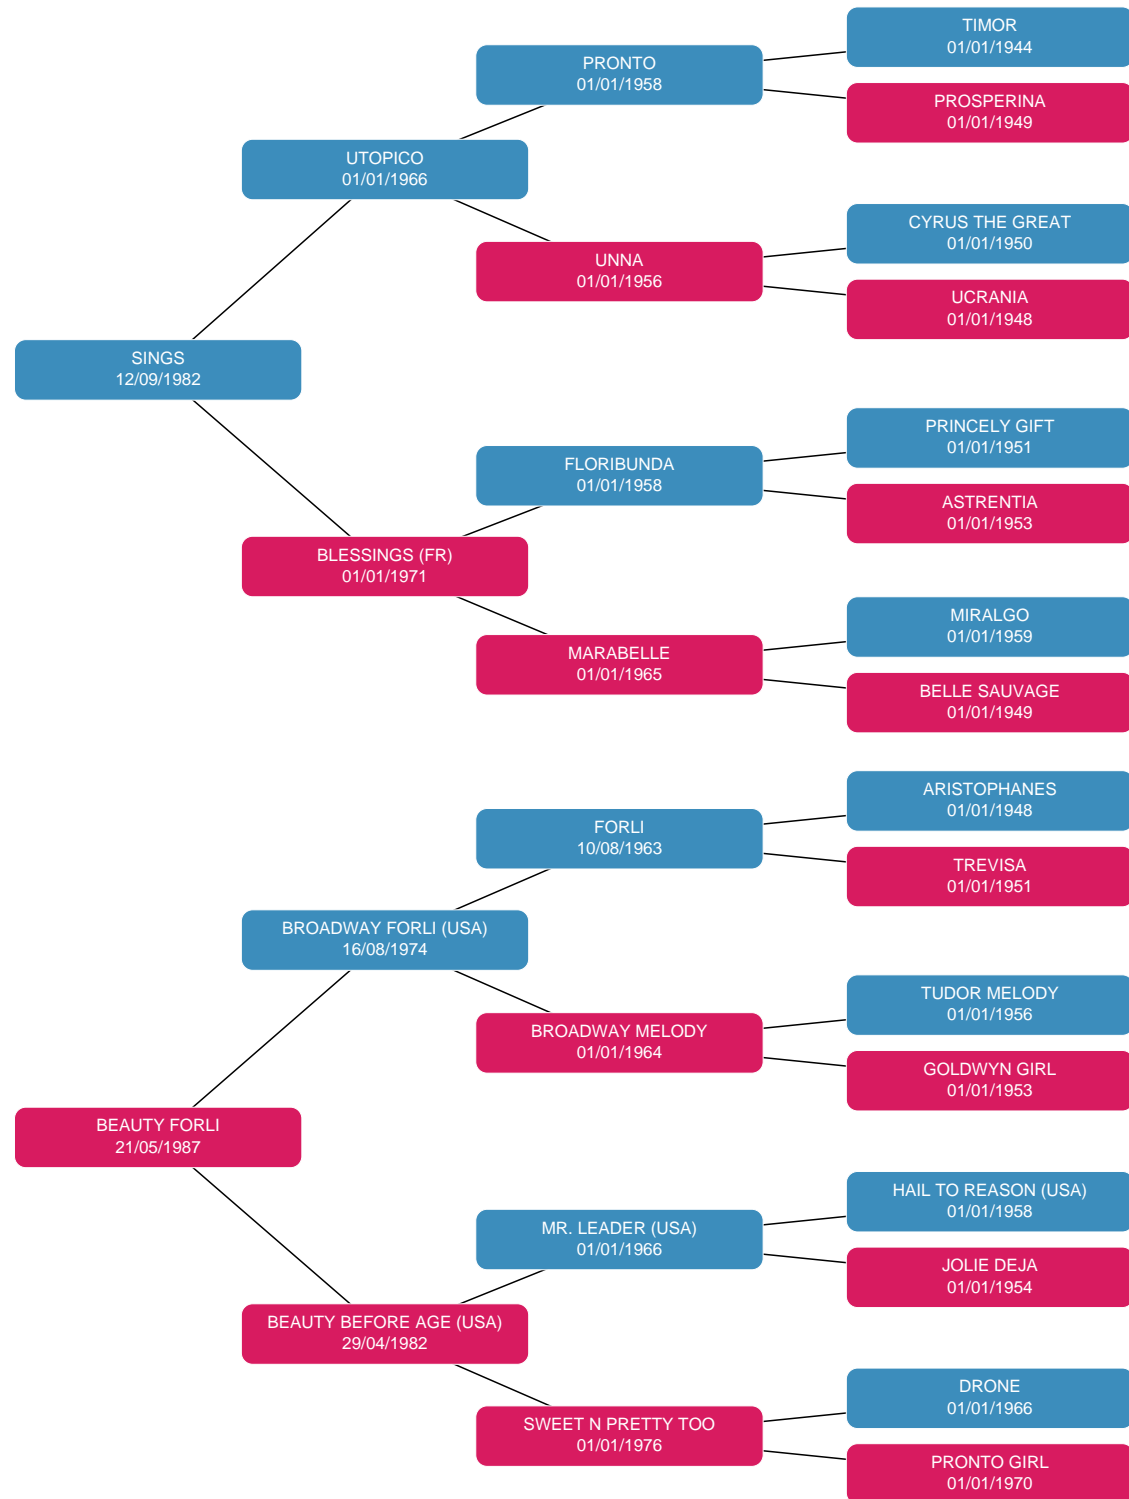 TIMOR
01/01/1944
PRONTO
01/01/1958
PROSPERINA
01/01/1949
UTOPICO
01/01/1966
CYRUS THE GREAT
01/01/1950
UNNA
01/01/1956
UCRANIA
01/01/1948
SINGS
12/09/1982
PRINCELY GIFT
01/01/1951
FLORIBUNDA
01/01/1958
ASTRENTIA
01/01/1953
BLESSINGS (FR)
01/01/1971
MIRALGO
01/01/1959
MARABELLE
01/01/1965
BELLE SAUVAGE
01/01/1949
ARISTOPHANES
01/01/1948
FORLI
10/08/1963
TREVISA
01/01/1951
BROADWAY FORLI (USA)
16/08/1974
TUDOR MELODY
01/01/1956
BROADWAY MELODY
01/01/1964
GOLDWYN GIRL
01/01/1953
BEAUTY FORLI
21/05/1987
HAIL TO REASON (USA)
01/01/1958
MR. LEADER (USA)
01/01/1966
JOLIE DEJA
01/01/1954
BEAUTY BEFORE AGE (USA)
29/04/1982
DRONE
01/01/1966
SWEET N PRETTY TOO
01/01/1976
PRONTO GIRL
01/01/1970